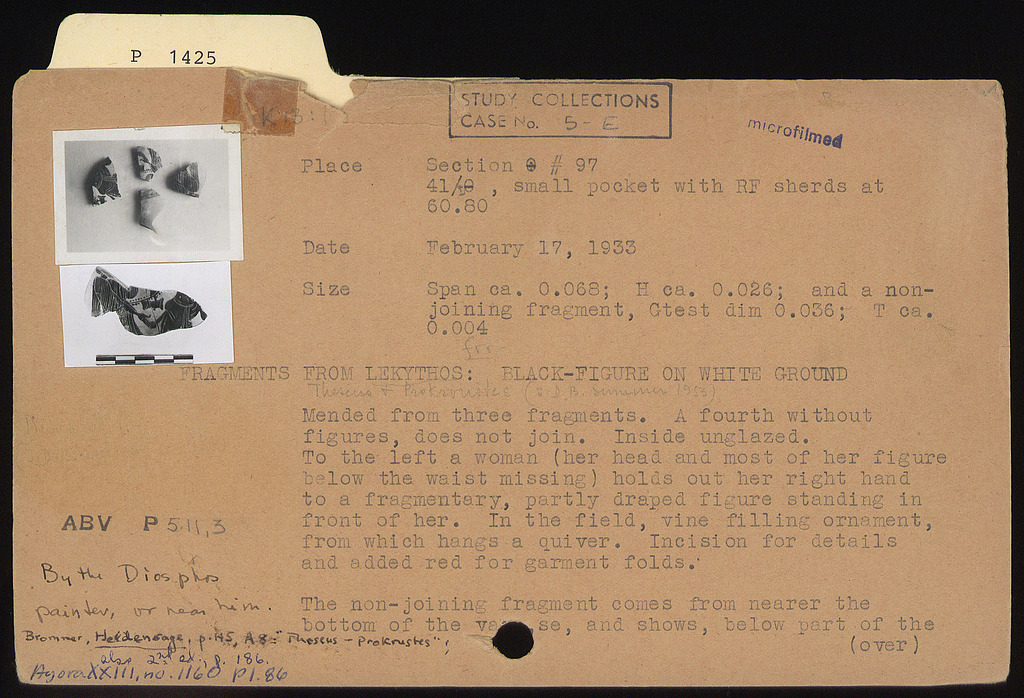 P 1425
STUDY COLLECTIONS
CASE No. 5-E
microfilmed
Place Section # 97
41/ , small pocket with RF sherds at
60.80
Date February 17, 1933
Size Span ca. 0.068; H ca. 0.026; and a non-
joining fragment, Gtest dim 0.036; T ca.
0.004
fr.
FRAGMENTS FROM LEKYTHOS: BLACK-FIGURE ON WHITE GROUND
Theseus & Prokroustes ( D.B. summer 1953)
Mended from three fragments. A fourth without
figures, does not join. Inside unglazed.
To the left a woman (her head and most of her figure
below the waist missing) holds out her right hand
to a fragmentary, partly draped figure standing in
front of her. In the field, vine filling ornament,
from which hangs a quiver. Incision for details
and added red for garment folds.
The non-joining fragment comes from nearer the
bottom of the va se, and shows, below part of the
(over)
ABV P 511,3
By the Diosphos
painter, or near him.
Brommer, Heldensage, p. 145, A 8: "Theseus – Prokrustes";
also 2nd ed., p. 186.
Agora XXIII, no. 1160 Pl. 86